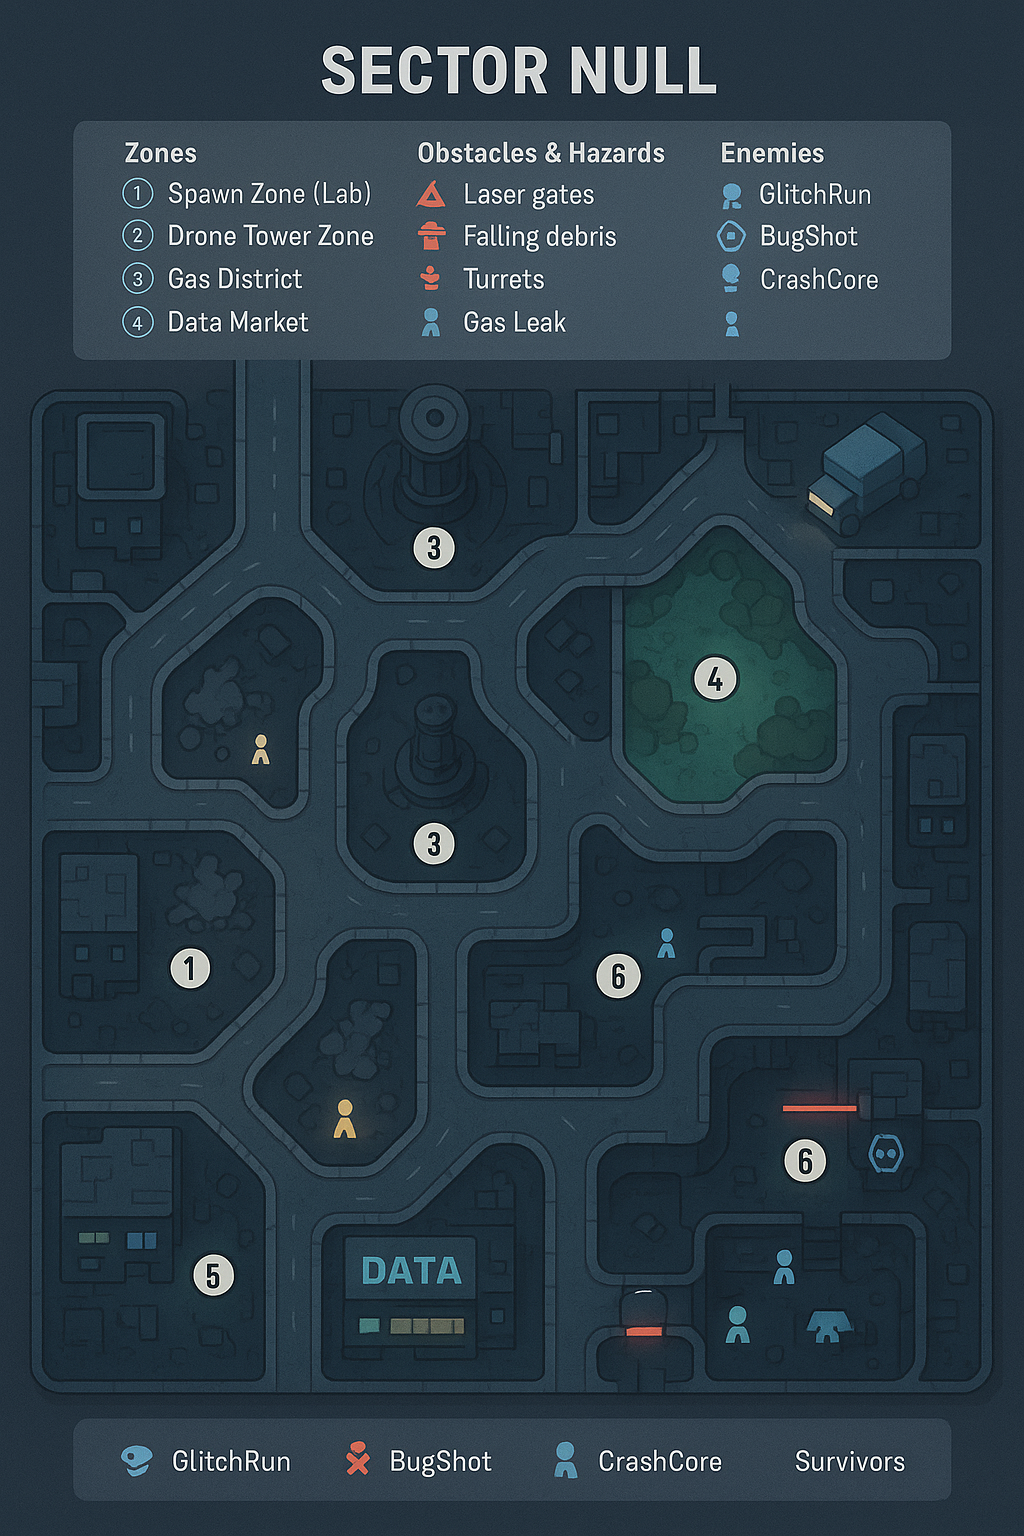 SECTOR NULL
Zones
1 Spawn Zone (Lab)
2 Drone Tower Zone
3 Gas District
4 Data Market
Obstacles & Hazards
Laser gates
Falling debris
Turrets
Gas Leak
Enemies
GlitchRun
BugShot
CrashCore
3
4
3
1
6
6
5
DATA
GlitchRun
BugShot
CrashCore
Survivors